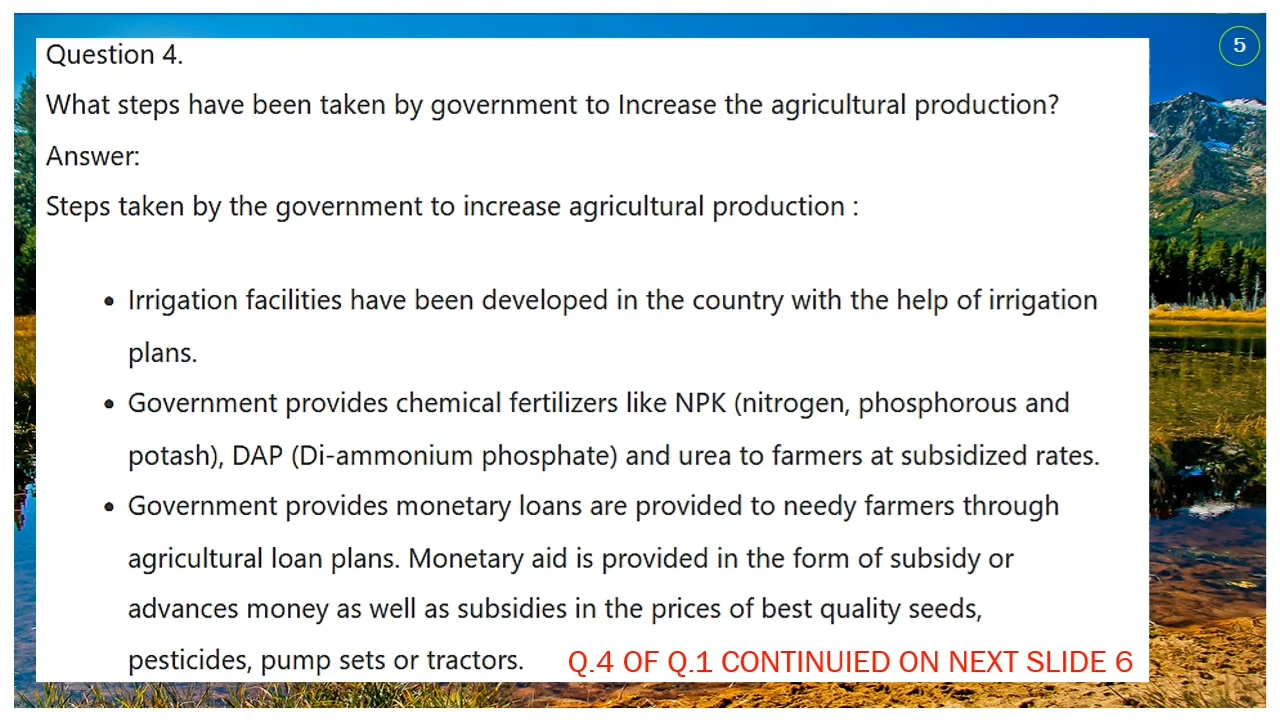 5
Question 4.
What steps have been taken by government to Increase the agricultural production?
Answer:
Steps taken by the government to increase agricultural production :
• Irrigation facilities have been developed in the country with the help of irrigation
plans.
• Government provides chemical fertilizers like NPK (nitrogen, phosphorous and
potash), DAP (Di-ammonium phosphate) and urea to farmers at subsidized rates.
• Government provides monetary loans are provided to needy farmers through
agricultural loan plans. Monetary aid is provided in the form of subsidy or
advances money as well as subsidies in the prices of best quality seeds,
pesticides, pump sets or tractors.
Q.4 OF Q.1 CONTINUIED ON NEXT SLIDE 6